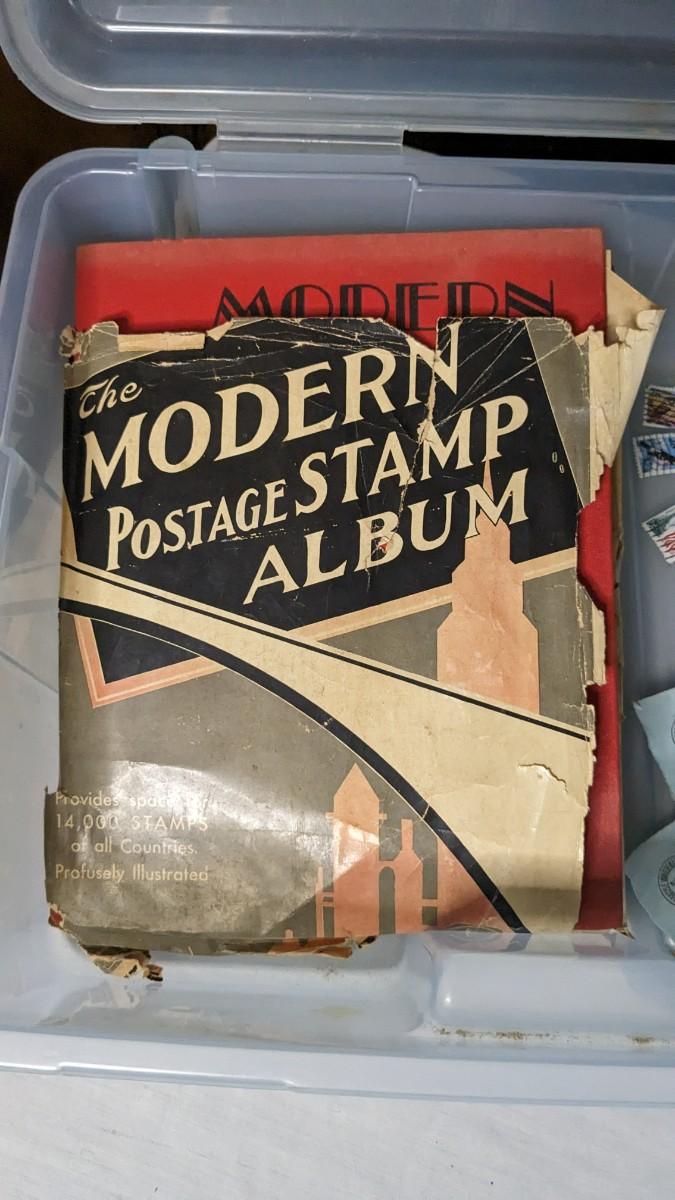 MODERN
The
MODERN
POSTAGE STAMP
ALBUM
Provides space for
14,000 STAMPS
of all Countries.
Profusely Illustrated